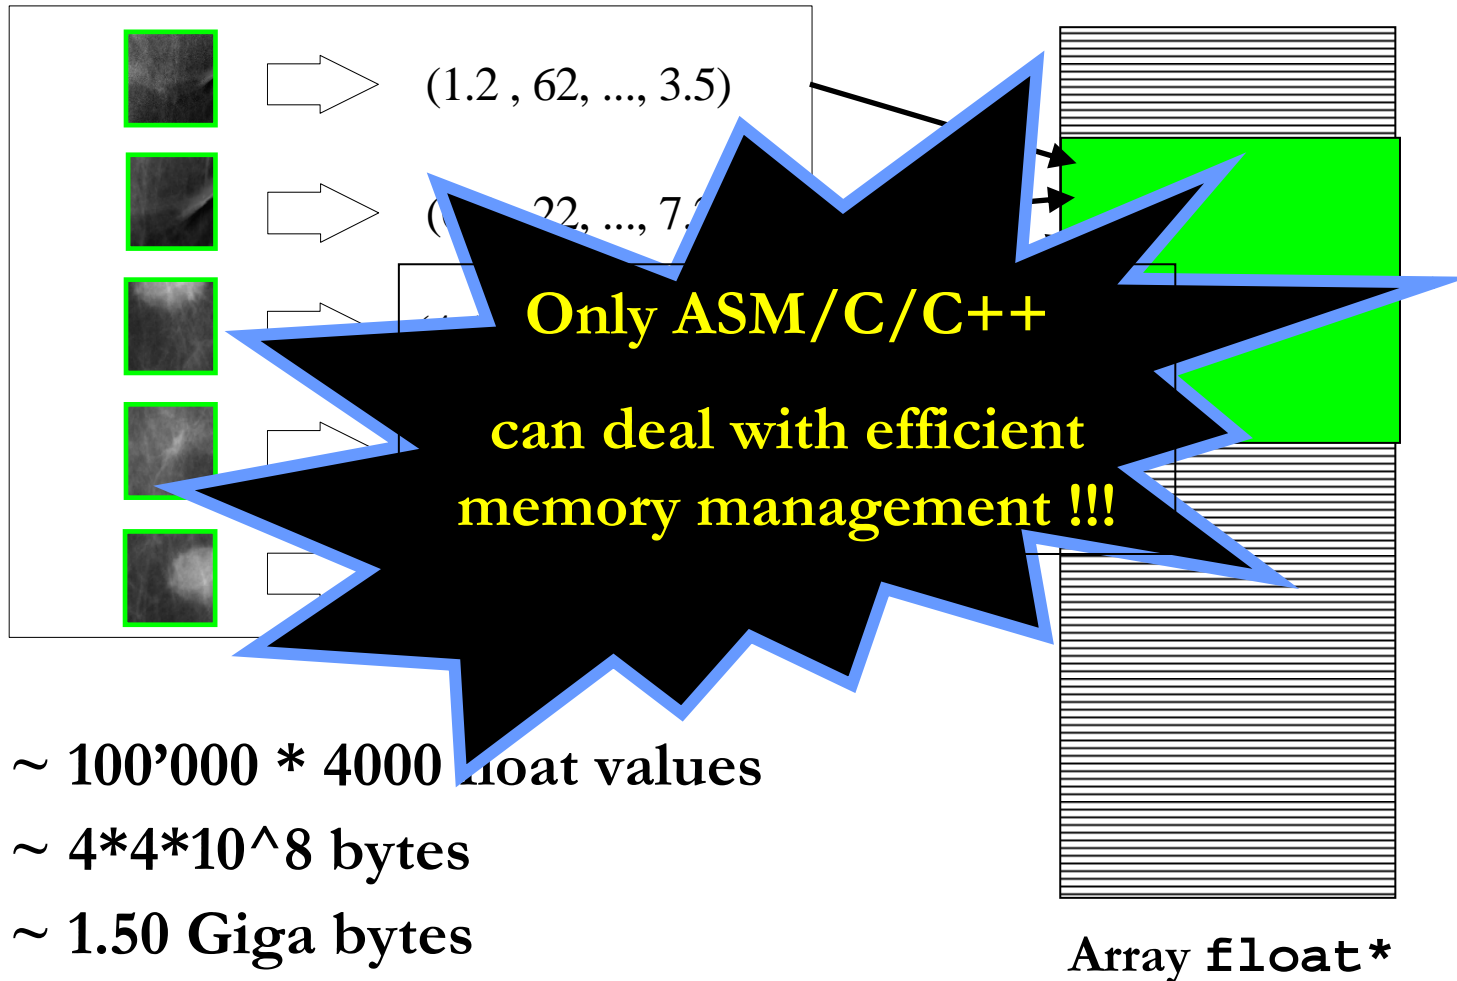 (1.2 , 62, ..., 3.5)
22, ..., 7.
Only ASM/C/C++
can deal with efficient
memory management !!!
~ 100’000 * 4000 float values
~ 4*4*10^8 bytes
~ 1.50 Giga bytes
Array float*